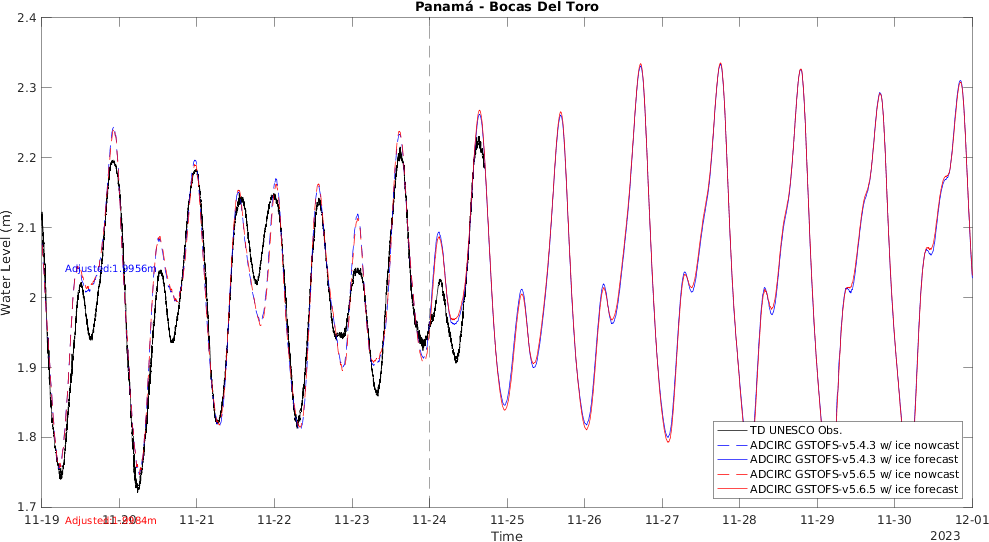 Panamá - Bocas Del Toro
2.4
2.3
2.2
2.1
2
1.9
1.8
1.7
Water Level (m)
Adjusted:1.9956m
TD UNESCO Obs.
ADCIRC GSTOFS-v5.4.3 w/ ice nowcast
ADCIRC GSTOFS-v5.4.3 w/ ice forecast
ADCIRC GSTOFS-v5.6.5 w/ ice nowcast
ADCIRC GSTOFS-v5.6.5 w/ ice forecast
11-19 11-20 11-21 11-22 11-23 11-24 11-25 11-26 11-27 11-28 11-29 11-30 12-01
Time
2023